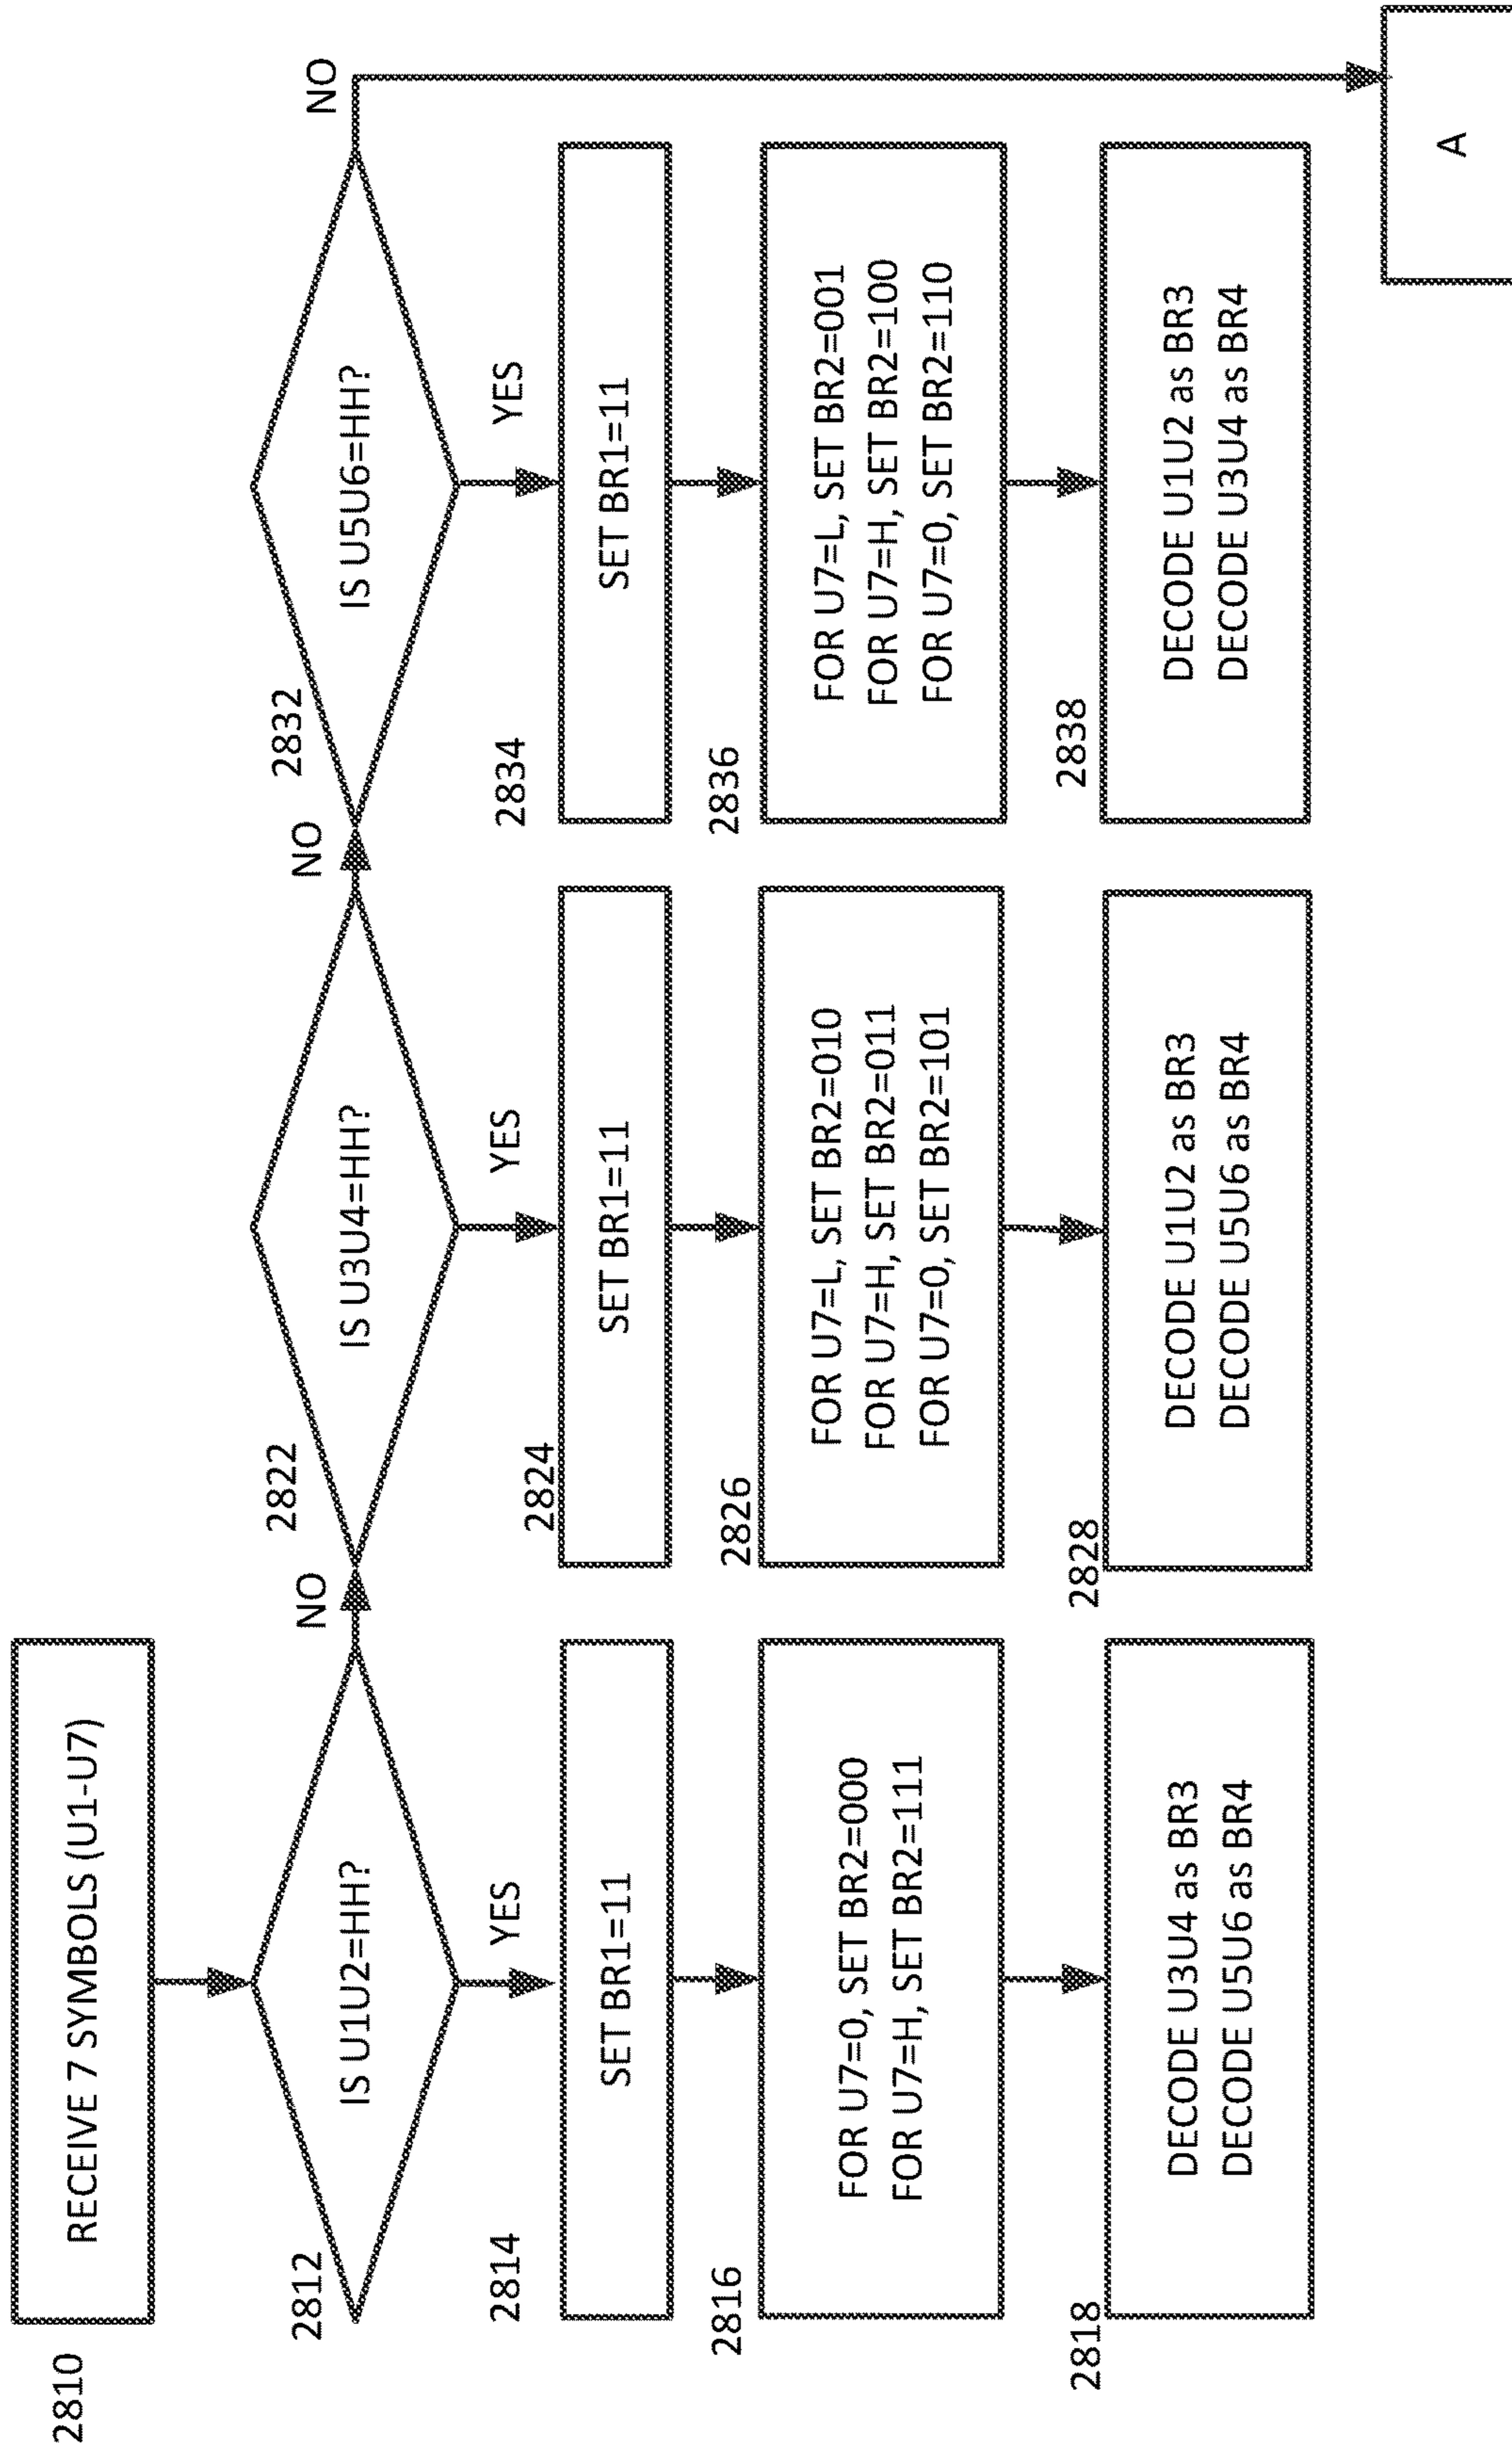 2810
RECEIVE 7 SYMBOLS (U1-U7)
2812
IS U1U2=HH?
NO
YES
2814
SET BR1=11
2816
FOR U7=0, SET BR2=000
FOR U7=H, SET BR2=111
2818
DECODE U3U4 as BR3
DECODE U5U6 as BR4
2822
IS U3U4=HH?
NO
YES
2824
SET BR1=11
2826
FOR U7=L, SET BR2=010
FOR U7=H, SET BR2=011
FOR U7=0, SET BR2=101
2828
DECODE U1U2 as BR3
DECODE U5U6 as BR4
2832
IS U5U6=HH?
NO
YES
2834
SET BR1=11
2836
FOR U7=L, SET BR2=001
FOR U7=H, SET BR2=100
FOR U7=0, SET BR2=110
2838
DECODE U1U2 as BR3
DECODE U3U4 as BR4
A